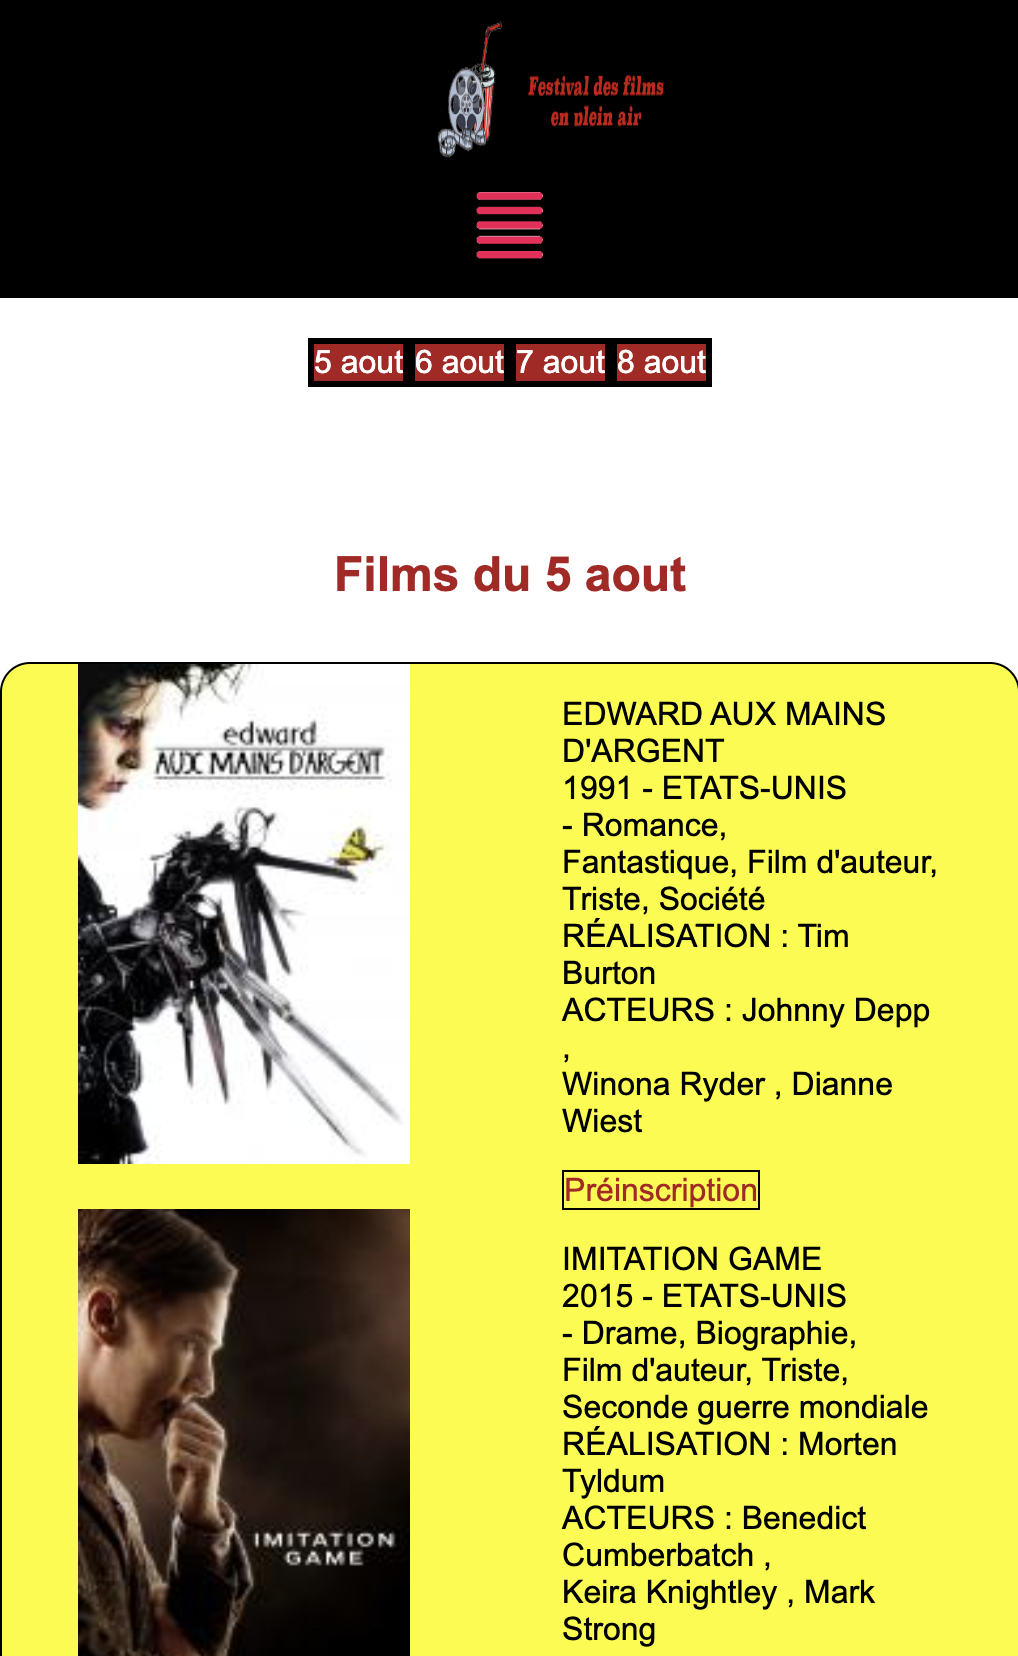 Festival des films
en plein air
5 aout 6 aout 7 aout 8 aout
Films du 5 aout
edward
AUX MAINS D'ARGENT
EDWARD AUX MAINS
D'ARGENT
1991 - ETATS-UNIS
- Romance,
Fantastique, Film d'auteur,
Triste, Société
RÉALISATION : Tim
Burton
ACTEURS : Johnny Depp
,
Winona Ryder , Dianne
Wiest
Préinscription
IMITATION
GAME
IMITATION GAME
2015 - ETATS-UNIS
- Drame, Biographie,
Film d'auteur, Triste,
Seconde guerre mondiale
RÉALISATION : Morten
Tyldum
ACTEURS : Benedict
Cumberbatch ,
Keira Knightley , Mark
Strong